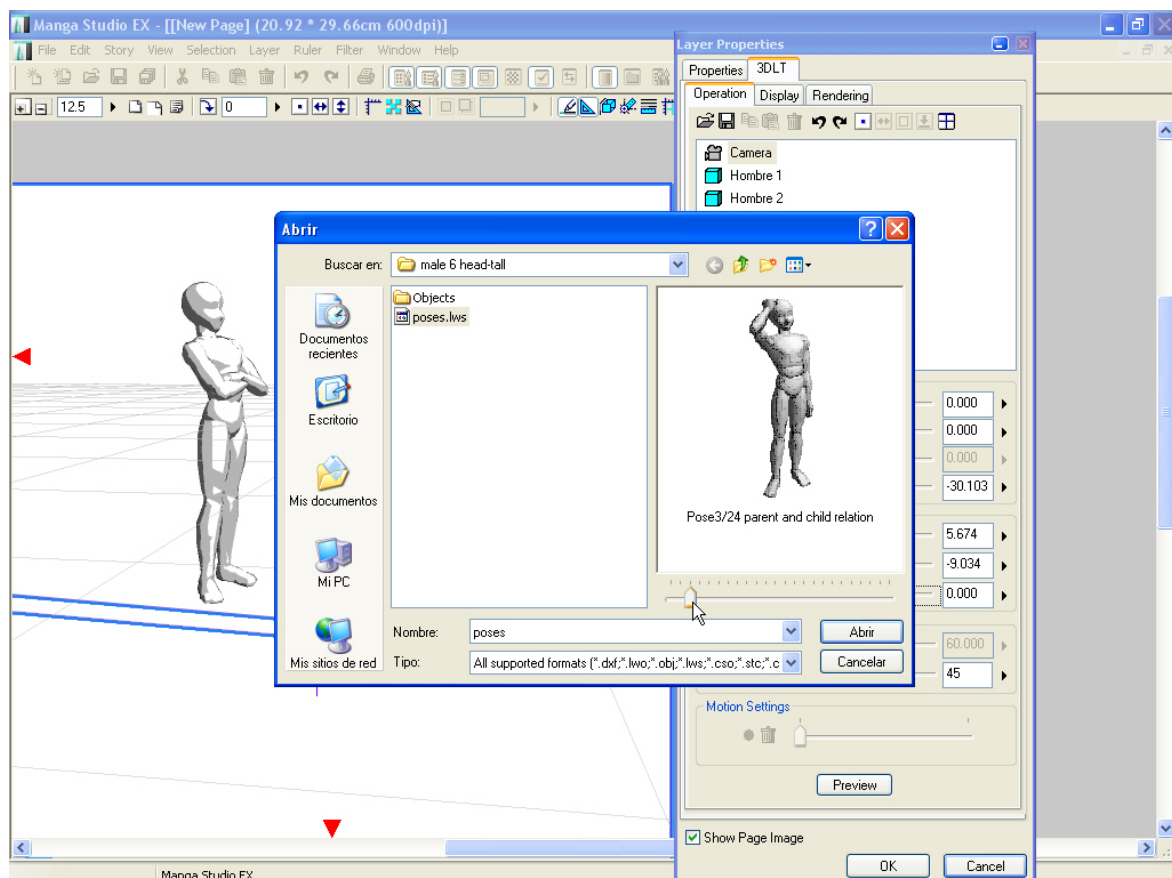 Manga Studio EX - [[New Page] (20.92 * 29.66cm 600dpi)]
File Edit Story View Selection Layer Ruler Filter Window Help
12.5
0
Layer Properties
Properties 3DLT
Operation Display Rendering
Camera
Hombre 1
Hombre 2
Abrir
Buscar en: male 6 head-tall
Objects
poses.lws
Documentos
recientes
Escritorio
Mis documentos
Mi PC
Mis sitios de red
Pose3/24 parent and child relation
Nombre: poses Abrir
Tipo: All supported formats (*.dxf;*.lwo;*.obj;*.lws;*.cso;*.stc;*.c Cancelar
0.000
0.000
0.000
-30.103
5.674
-9.034
0.000
60.000
45
Motion Settings
Preview
Show Page Image
OK Cancel
Manga Studio EX